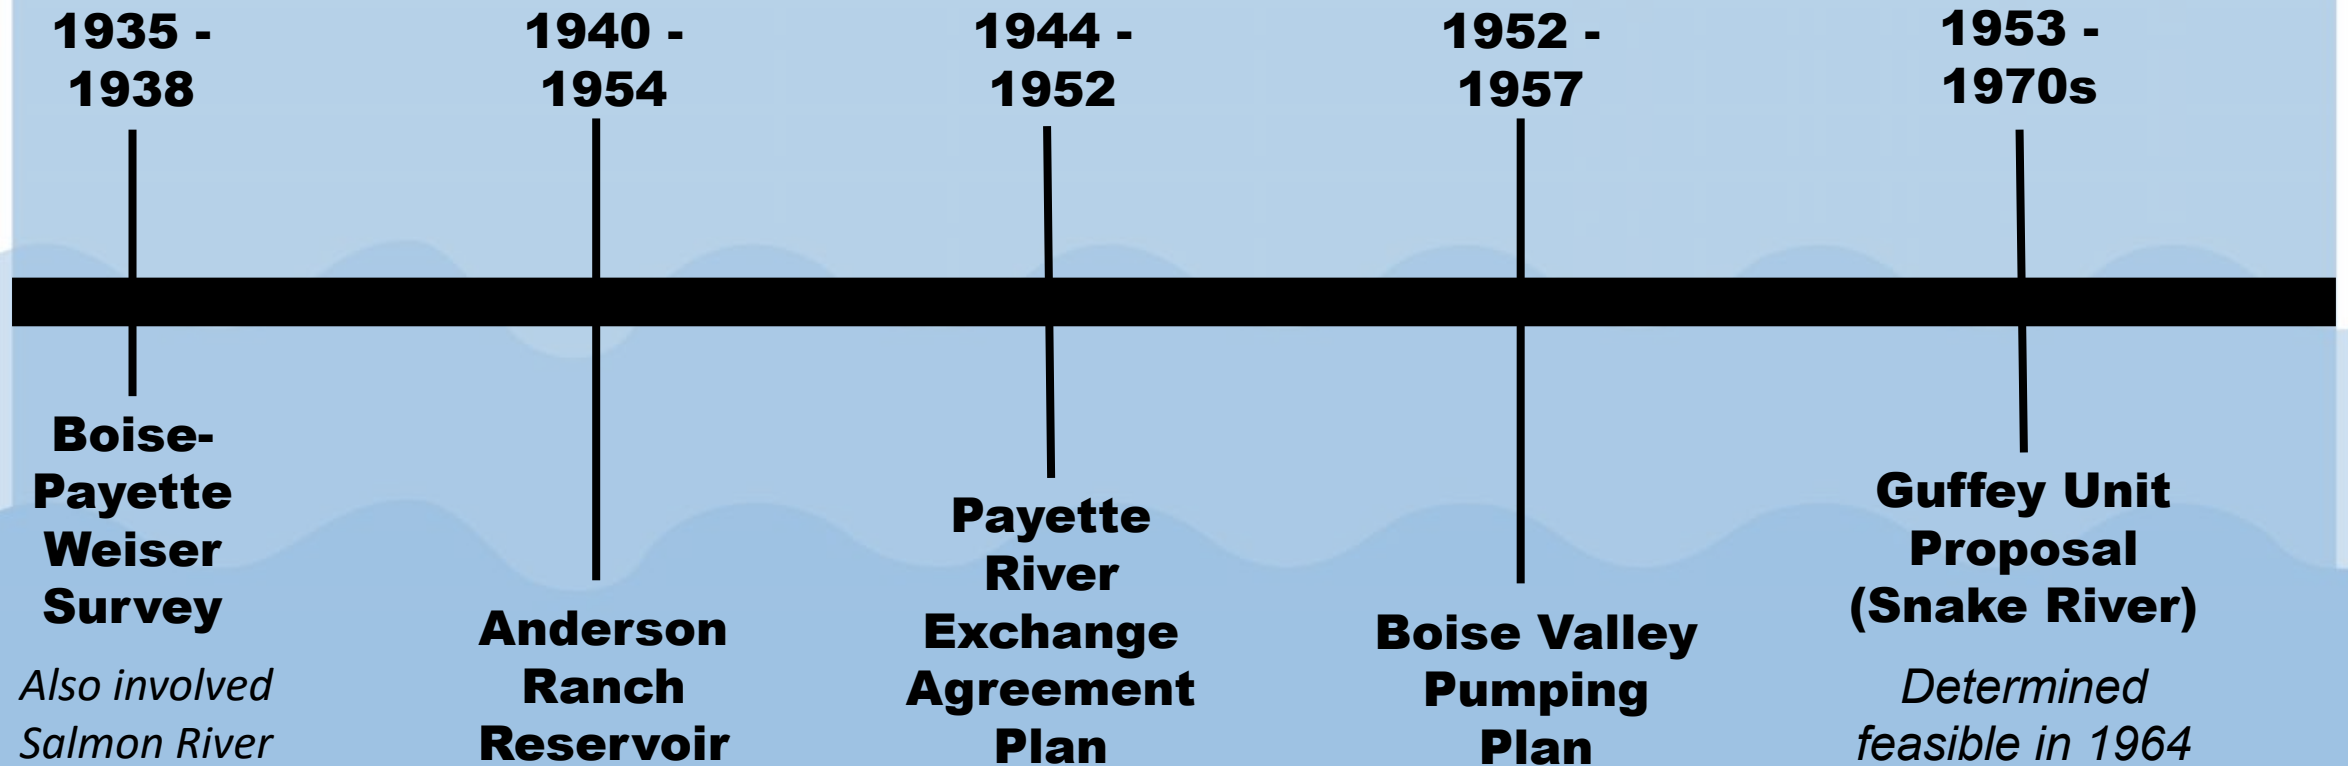 1935 -
1938
Boise-
Payette
Weiser
Survey
Also involved
Salmon River
1940 -
1954
Anderson
Ranch
Reservoir
1944 -
1952
Payette
River
Exchange
Agreement
Plan
1952 -
1957
Boise Valley
Pumping
Plan
1953 -
1970s
Guffey Unit
Proposal
(Snake River)
Determined
feasible in 1964